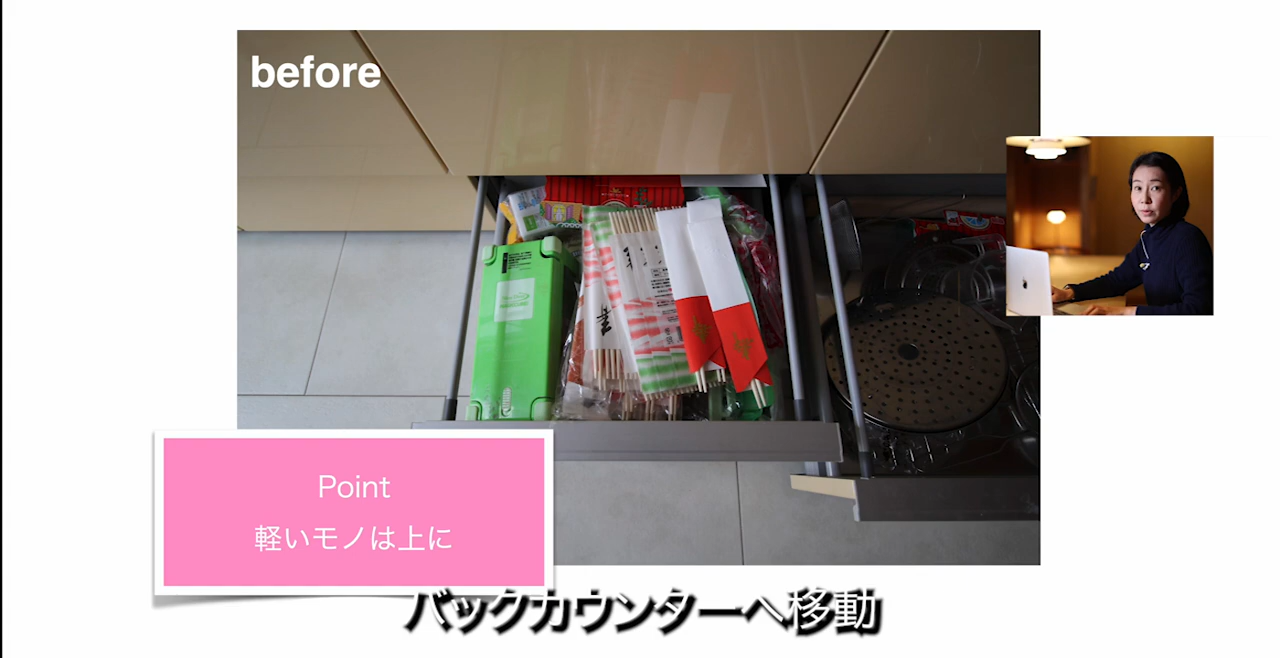 before
Point
軽いモノは上に
バックカウンターへ移動